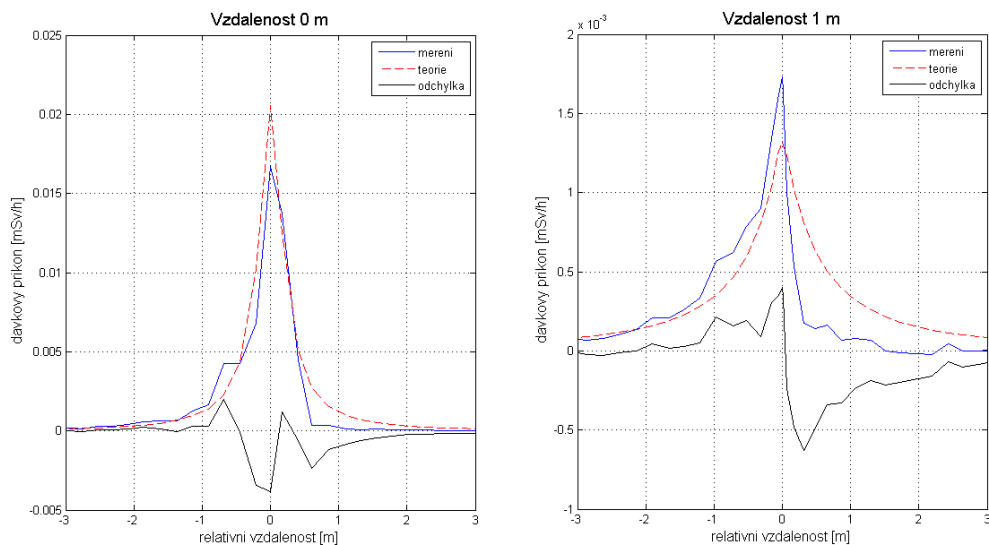 Vzdalenost 0 m
0.025
0.02
0.015
0.01
0.005
0
-0.005
davkovy prikon [mSv/h]
mereni
teorie
odchylka
-3 -2 -1 0 1 2 3
relativni vzdalenost [m]
Vzdalenost 1 m
x 10⁻³
2
1.5
1
0.5
0
-0.5
-1
davkovy prikon [mSv/h]
mereni
teorie
odchylka
-3 -2 -1 0 1 2 3
relativni vzdalenost [m]